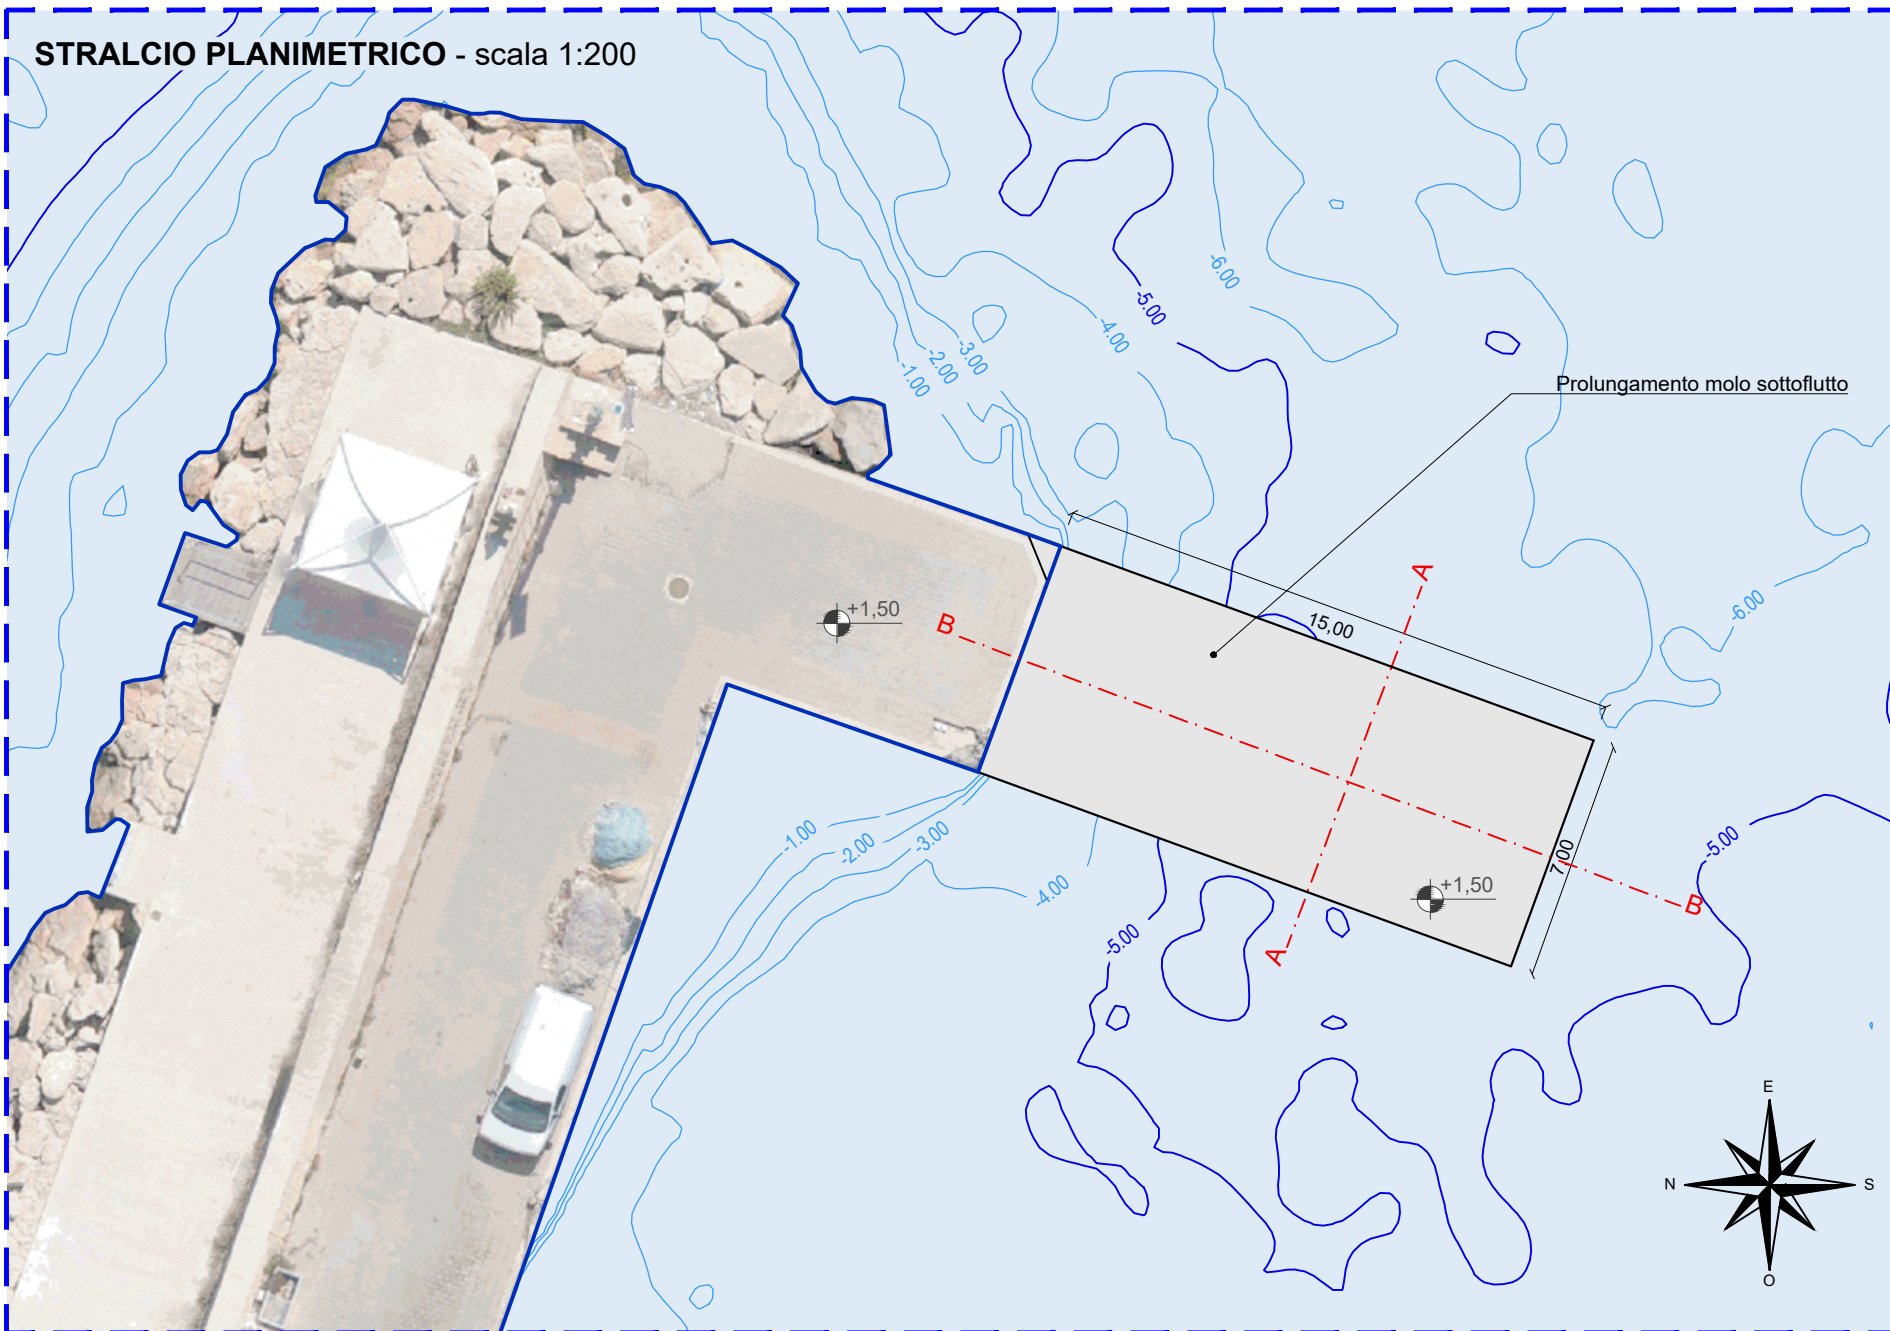 STRALCIO PLANIMETRICO - scala 1:200
-6.00
-5.00
-4.00
-3.00
-2.00
-1.00
Prolungamento molo sottoflutto
A
+1,50
B
15,00
-6.00
-1.00
-2.00
-3.00
-5.00
7,00
-4.00
+1,50
B
-5.00
A
E
N
S
O